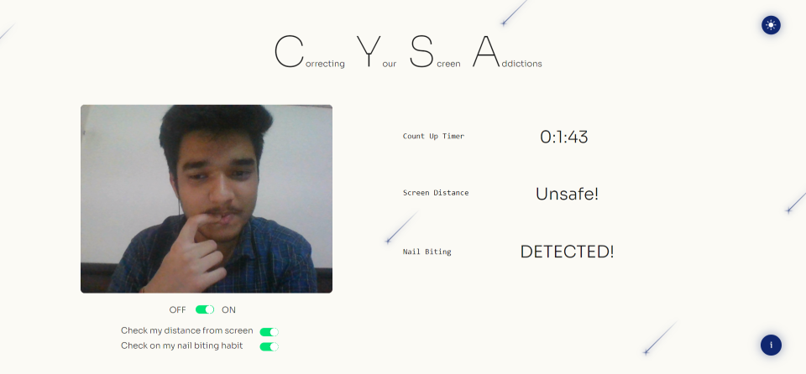 Correcting Your Screen Addictions
Count Up Timer 0:1:43
Screen Distance Unsafe!
Nail Biting DETECTED!
OFF ON
Check my distance from screen
Check on my nail biting habit
i